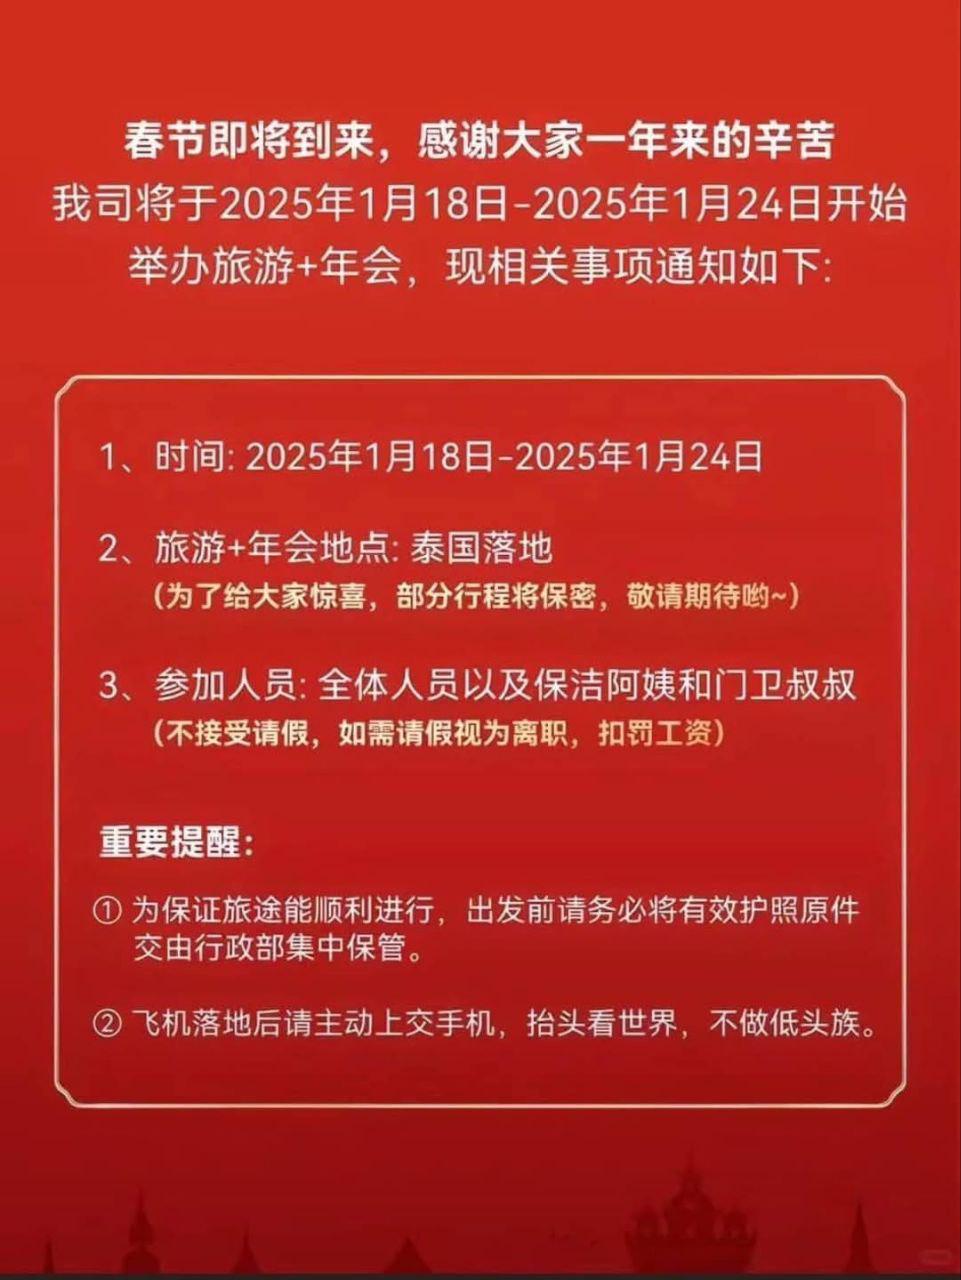 春节即将到来，感谢大家一年来的辛苦
我司将于2025年1月18日-2025年1月24日开始
举办旅游+年会，现相关事项通知如下:
1、时间: 2025年1月18日-2025年1月24日
2、旅游+年会地点: 泰国落地
（为了给大家惊喜，部分行程将保密，敬请期待哟~）
3、参加人员: 全体人员以及保洁阿姨和门卫叔叔
（不接受请假，如需请假视为离职，扣罚工资）
重要提醒:
① 为保证旅途能顺利进行，出发前请务必将有效护照原件
交由行政部集中保管。
② 飞机落地后请主动上交手机，抬头看世界，不做低头族。